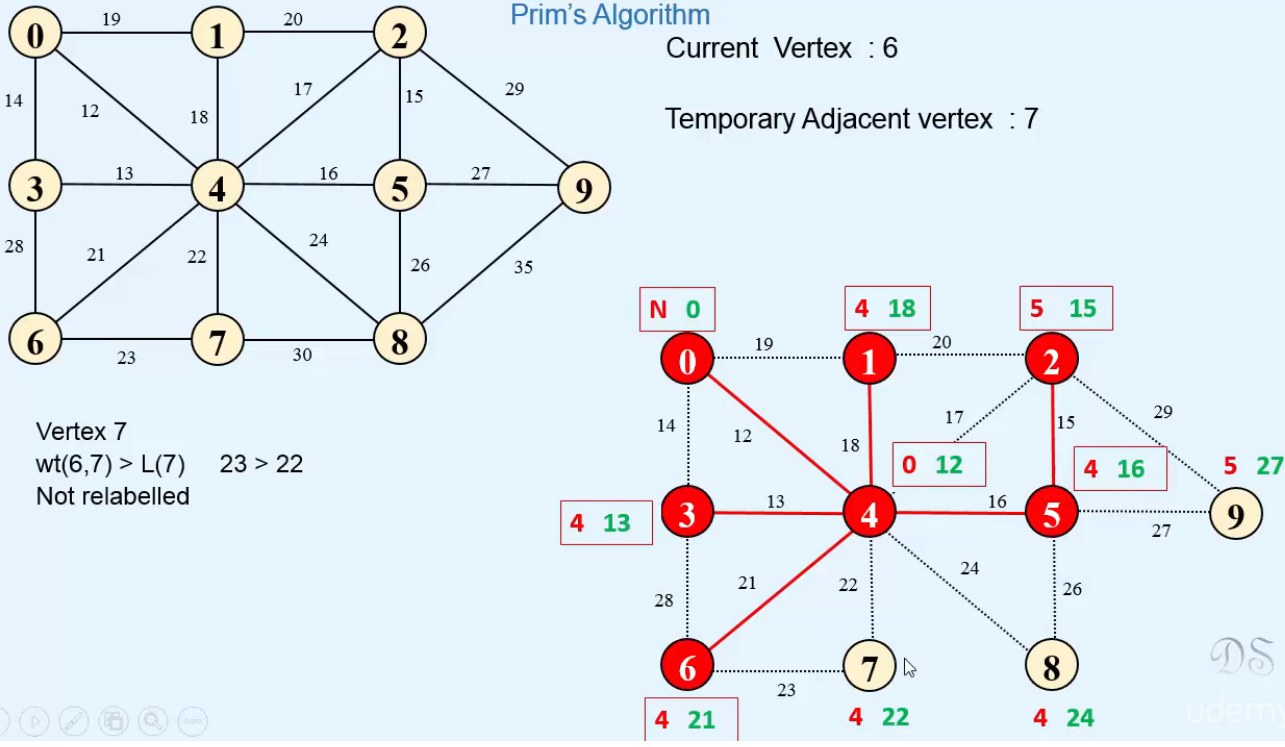 Prim's Algorithm
Current Vertex : 6
Temporary Adjacent vertex : 7
19 20
0 1 2
14 12 18 17 15 29
13 16 27
3 4 5 9
28 21 22 24 26 35
6 7 8
23 30
Vertex 7
wt(6,7) > L(7) 23 > 22
Not relabelled
N 0 4 18 5 15
19 20
0 1 2
14 12 18 17 15 29
0 12 4 16 5 27
4 13 3 13 4 16 5 27 9
28 21 22 24 26
6 23 7 8
4 21 4 22 4 24
DS
udemy